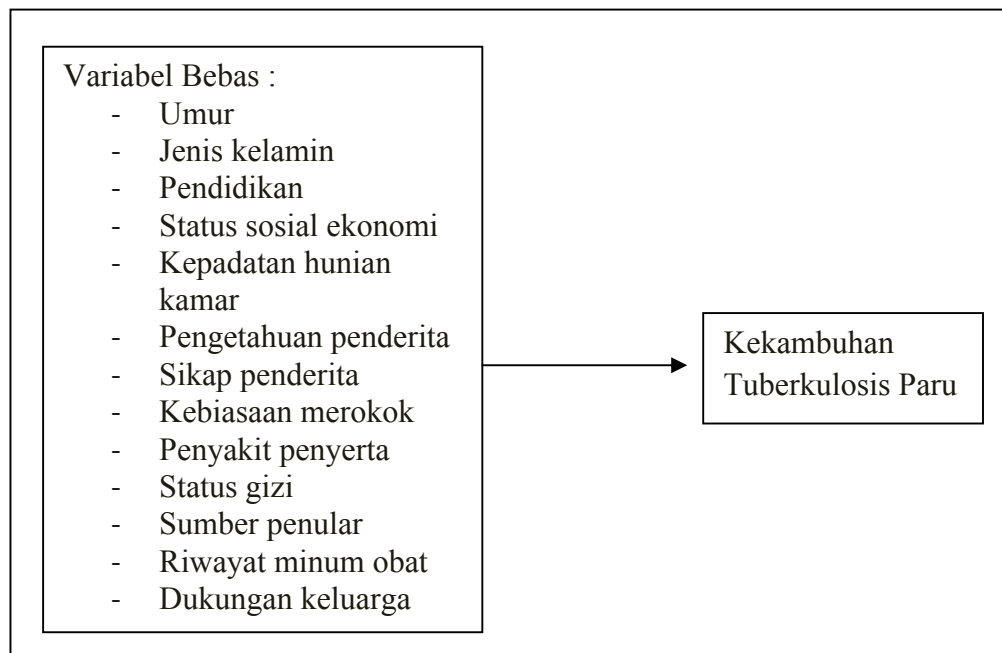 Variabel Bebas :
- Umur
- Jenis kelamin
- Pendidikan
- Status sosial ekonomi
- Kepadatan hunian
kamar
- Pengetahuan penderita
- Sikap penderita
- Kebiasaan merokok
- Penyakit penyerta
- Status gizi
- Sumber penular
- Riwayat minum obat
- Dukungan keluarga
Kekambuhan
Tuberkulosis Paru